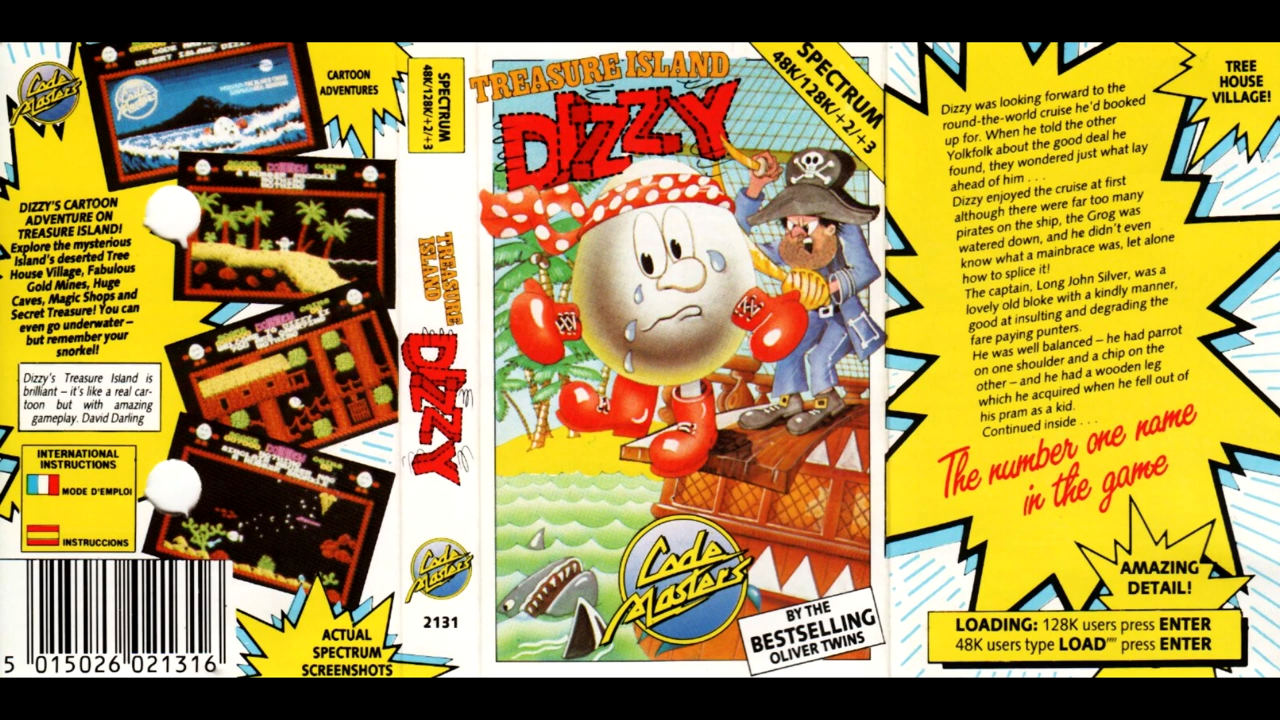 Code
Masters
CARTOON
ADVENTURES
DIZZY'S CARTOON
ADVENTURE ON
TREASURE ISLAND!
Explore the mysterious
Island's deserted Tree
House Village, Fabulous
Gold Mines, Huge
Caves, Magic Shops and
Secret Treasure! You can
even go underwater –
but remember your
snorkel!
Dizzy's Treasure Island is
brilliant – it's like a real car-
toon but with amazing
gameplay. David Darling
INTERNATIONAL
INSTRUCTIONS
MODE D'EMPLOI
INSTRUCCIONS
5 015026 021316
ACTUAL
SPECTRUM
SCREENSHOTS
SPECTRUM
48K/128K/+2/+3
TREASURE
ISLAND
DIZZY
Code
Masters
2131
TREASURE ISLAND
DIZZY
SPECTRUM
48K/128K/+2/+3
Code
Masters
BY THE
BESTSELLING
OLIVER TWINS
Dizzy was looking forward to the
round-the-world cruise he'd booked
up for. When he told the other
Yolkfolk about the good deal he
found, they wondered just what lay
ahead of him . . .
Dizzy enjoyed the cruise at first
although there were far too many
pirates on the ship, the Grog was
watered down, and he didn't even
know what a mainbrace was, let alone
how to splice it!
The captain, Long John Silver, was a
lovely old bloke with a kindly manner,
good at insulting and degrading the
fare paying punters.
He was well balanced – he had parrot
on one shoulder and a chip on the
other – and he had a wooden leg
which he acquired when he fell out of
his pram as a kid.
Continued inside . . .
The number one name
in the game
TREE
HOUSE
VILLAGE!
AMAZING
DETAIL!
LOADING: 128K users press ENTER
48K users type LOAD"" press ENTER